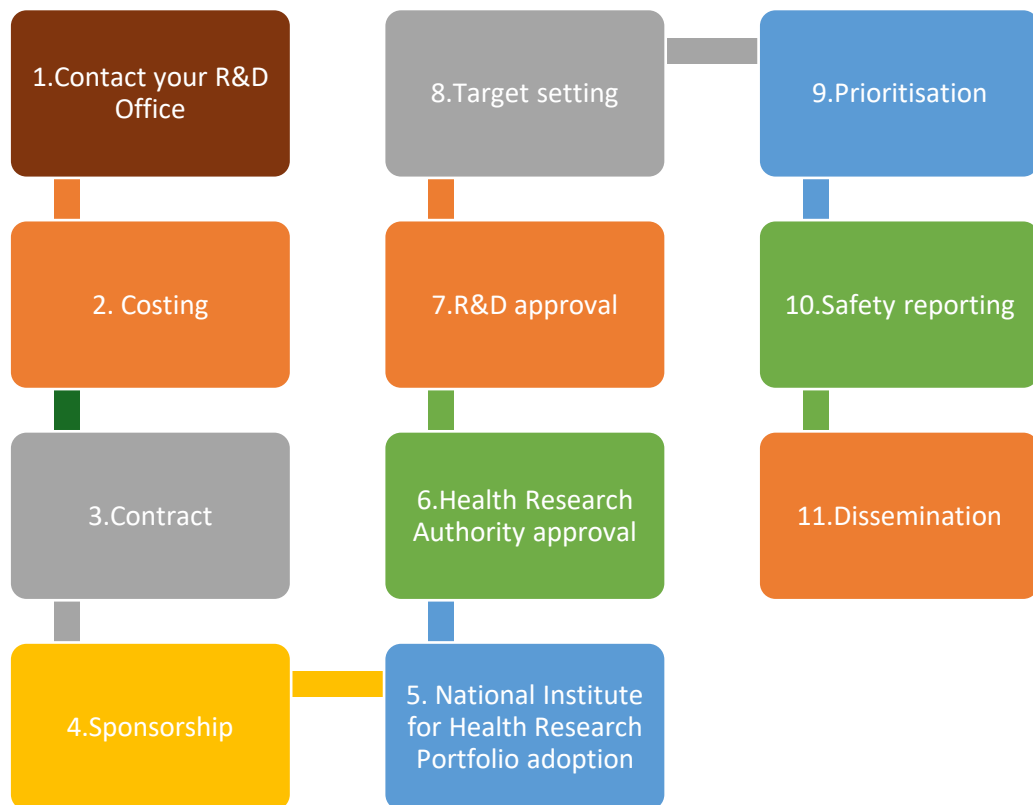 1.Contact your R&D
Office
2. Costing
3.Contract
4.Sponsorship
5. National Institute
for Health Research
Portfolio adoption
6.Health Research
Authority approval
7.R&D approval
8.Target setting
9.Prioritisation
10.Safety reporting
11.Dissemination